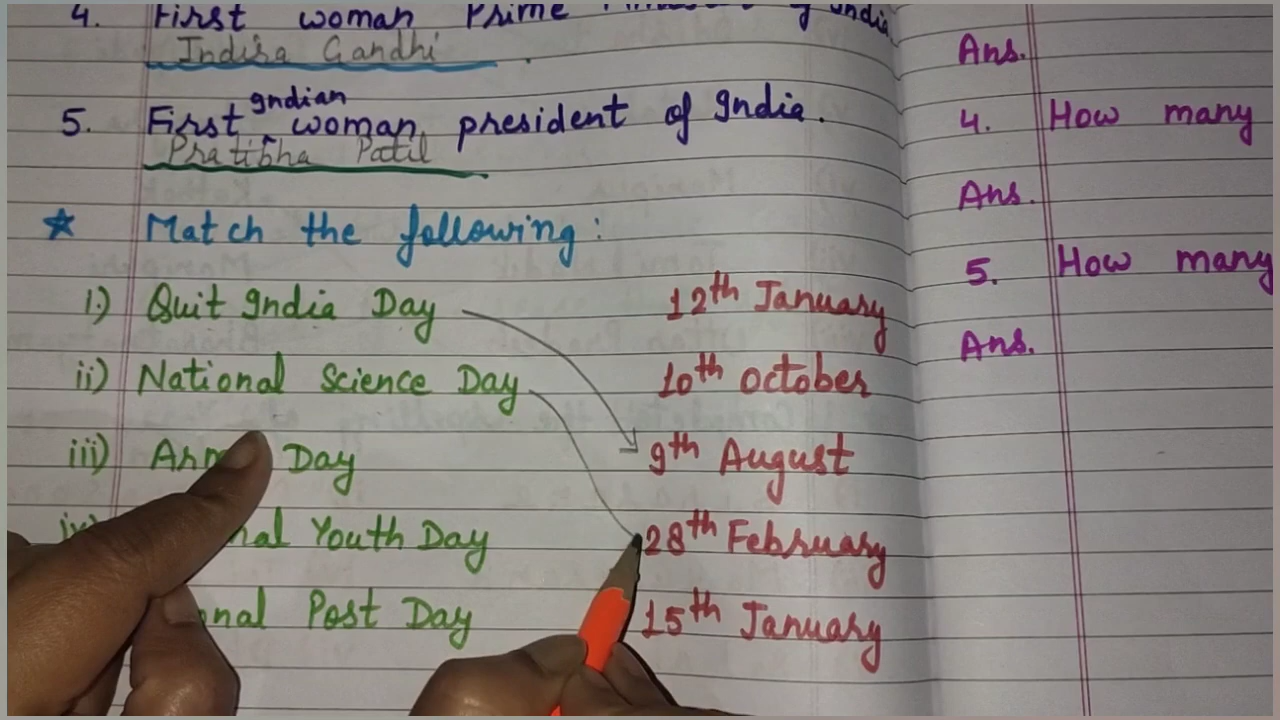 4. First woman Prime of India
Indira Gandhi .
5. First Indian woman president of India.
Pratibha Patil
Match the following:
i) Quit India Day 12th January
ii) National Science Day 10th October
iii) Day 9th August
Youth Day 28th February
Post Day 15th January
Ans.
4. How many
Ans.
5. How many
Ans.